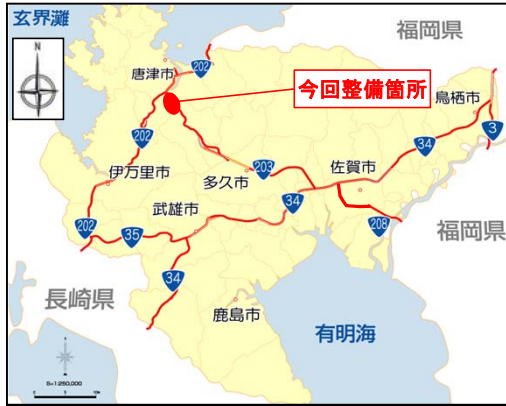 玄界灘
福岡県
N
202
唐津市
今回整備箇所
鳥栖市
3
202
34
伊万里市
多久市
203
佐賀市
武雄市
34
202
35
208
福岡県
34
長崎県
鹿島市
有明海
S=1:250,000